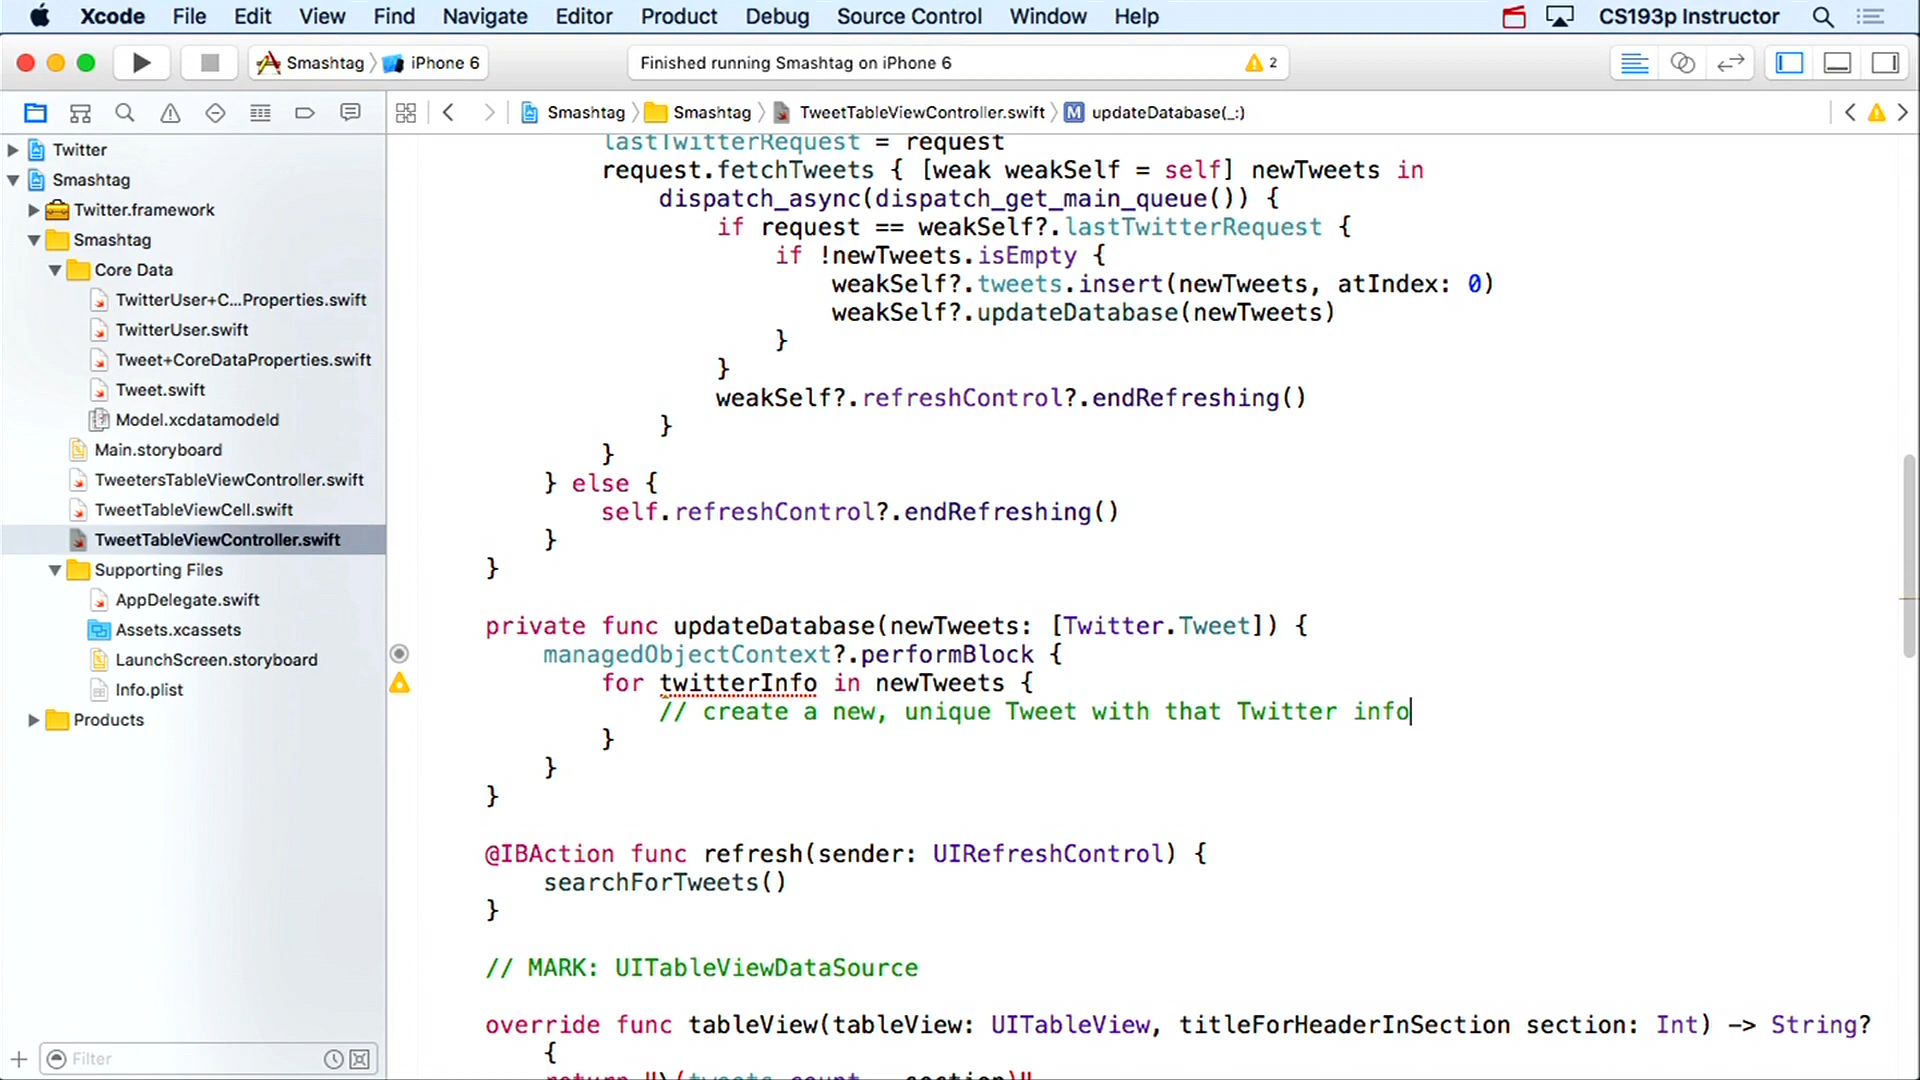 Xcode File Edit View Find Navigate Editor Product Debug Source Control Window Help CS193p Instructor
Smashtag iPhone 6 Finished running Smashtag on iPhone 6 2
Smashtag Smashtag TweetTableViewController.swift M updateDatabase(_:)
Twitter
Smashtag
Twitter.framework
Smashtag
Core Data
TwitterUser+C...Properties.swift
TwitterUser.swift
Tweet+CoreDataProperties.swift
Tweet.swift
Model.xcdatamodeld
Main.storyboard
TweetersTableViewController.swift
TweetTableViewCell.swift
TweetTableViewController.swift
Supporting Files
AppDelegate.swift
Assets.xcassets
LaunchScreen.storyboard
Info.plist
Products
Filter
lastTwitterRequest = request
request.fetchTweets { [weak weakSelf = self] newTweets in
dispatch_async(dispatch_get_main_queue()) {
if request == weakSelf?.lastTwitterRequest {
if !newTweets.isEmpty {
weakSelf?.tweets.insert(newTweets, atIndex: 0)
weakSelf?.updateDatabase(newTweets)
}
}
weakSelf?.refreshControl?.endRefreshing()
}
}
} else {
self.refreshControl?.endRefreshing()
}
}
private func updateDatabase(newTweets: [Twitter.Tweet]) {
managedObjectContext?.performBlock {
for twitterInfo in newTweets {
// create a new, unique Tweet with that Twitter info
}
}
}
@IBAction func refresh(sender: UIRefreshControl) {
searchForTweets()
}
// MARK: UITableViewDataSource
override func tableView(tableView: UITableView, titleForHeaderInSection section: Int) -> String?
{
return "\(tweets.count - section)"